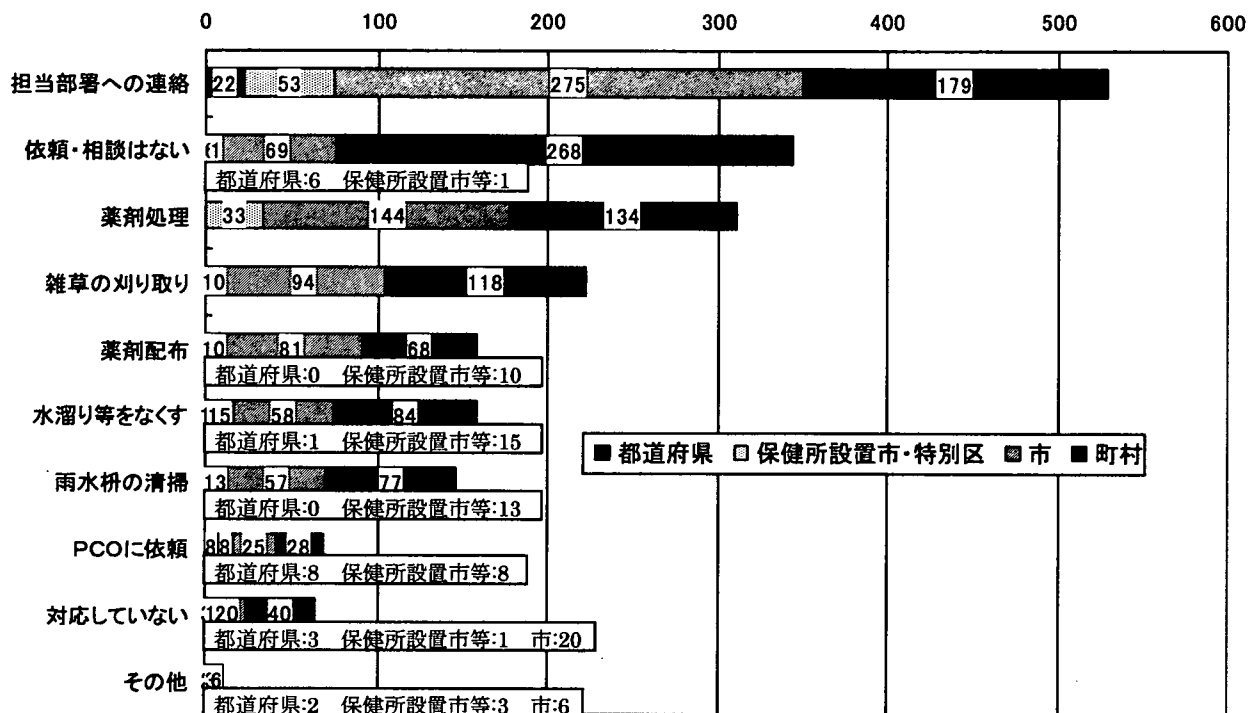 0 100 200 300 400 500 600
担当部署への連絡 22 53 275 179
依頼・相談はない 61 69 268
都道府県:6 保健所設置市等:1
薬剤処理 33 144 134
雑草の刈り取り 10 94 118
薬剤配布 10 81 68
都道府県:0 保健所設置市等:10
水溜り等をなくす 115 58 84
都道府県:1 保健所設置市等:15
■都道府県 □保健所設置市・特別区 ■市 ■町村
雨水枡の清掃 13 57 77
都道府県:0 保健所設置市等:13
PCOに依頼 8 8 25 28
都道府県:8 保健所設置市等:8
対応していない 120 40
都道府県:3 保健所設置市等:1 市:20
その他 6
都道府県:2 保健所設置市等:3 市:6